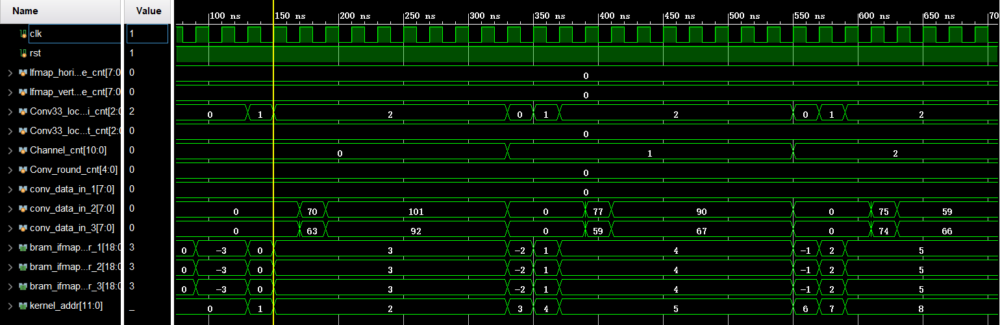 Name Value 100 ns 150 ns 200 ns 250 ns 300 ns 350 ns 400 ns 450 ns 500 ns 550 ns 600 ns 650 ns 70
clk 1
rst 1
Ifmap_hori...e_cnt[7:0 0 0
Ifmap_vert...e_cnt[7:0 0 0
Conv33_loc...i_cnt[2:0 2 0 1 2 0 1 2 0 1 2
Conv33_loc...t_cnt[2:0 0 0
Channel_cnt[10:0] 0 0 1 2
Conv_round_cnt[4:0] 0 0
conv_data_in_1[7:0] 0 0
conv_data_in_2[7:0] 0 0 70 101 0 77 90 0 75 59
conv_data_in_3[7:0] 0 0 63 92 0 59 67 0 74 66
bram_ifmap...r_1[18:0 3 0 -3 0 3 -2 1 4 -1 2 5
bram_ifmap...r_2[18:0 3 0 -3 0 3 -2 1 4 -1 2 5
bram_ifmap...r_3[18:0 3 0 -3 0 3 -2 1 4 -1 2 5
kernel_addr[11:0] _ 0 1 2 3 4 5 6 7 8